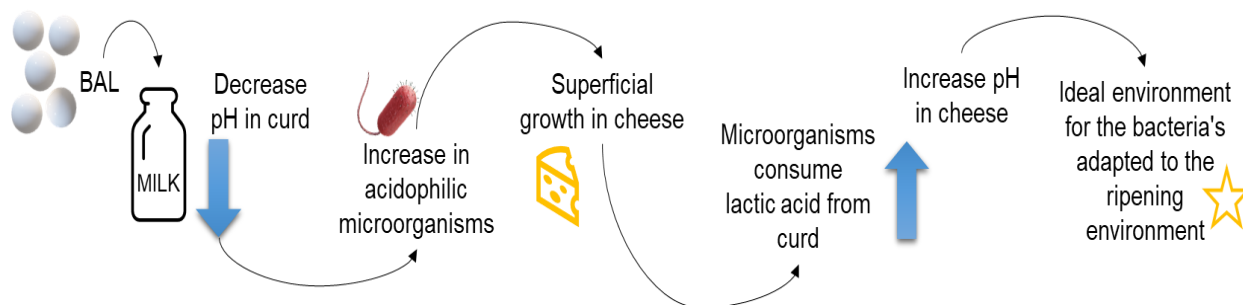 BAL
MILK
Decrease
pH in curd
Increase in
acidophilic
microorganisms
Superficial
growth in cheese
Microorganisms
consume
lactic acid from
curd
Increase pH
in cheese
Ideal environment
for the bacteria's
adapted to the
ripening
environment